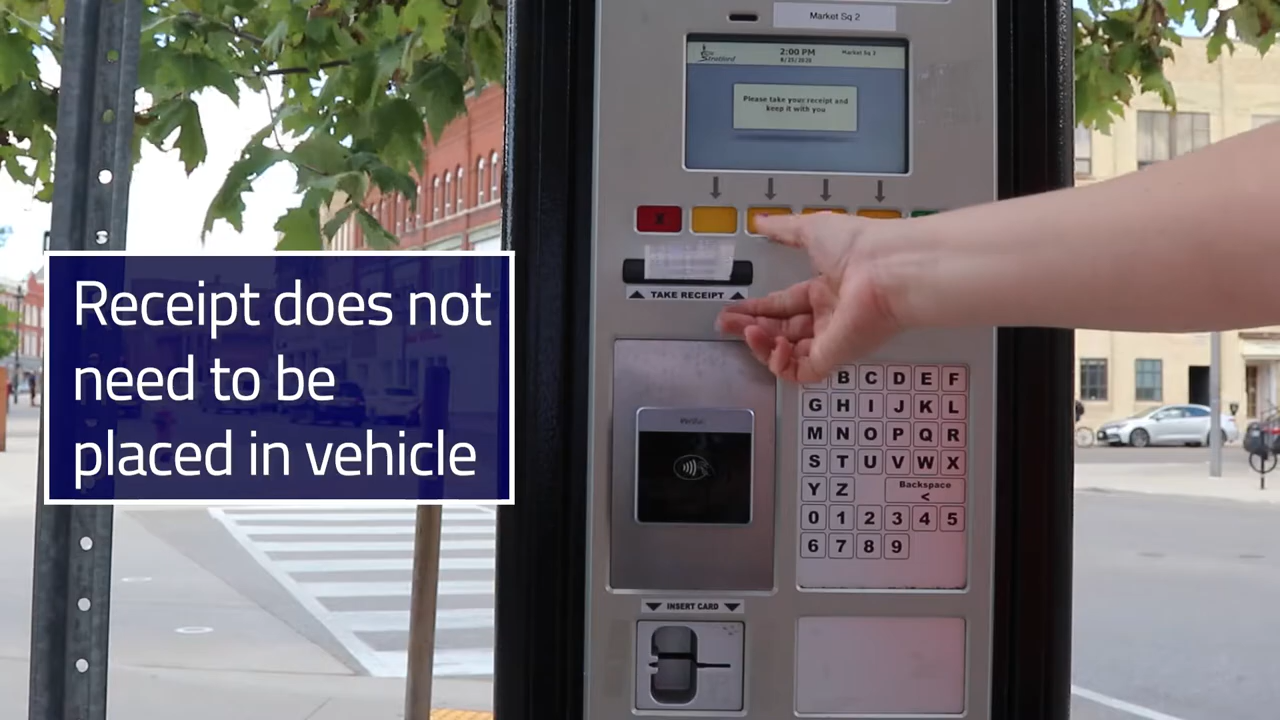 Market Sq 2
Stratford
2:00 PM
Market Sq 2
Please take your receipt and
keep it with you
X
TAKE RECEIPT
Receipt does not
need to be
placed in vehicle
B C D E F
G H I J K L
M N O P Q R
S T U V W X
Y Z Backspace
<
0 1 2 3 4 5
6 7 8 9
INSERT CARD